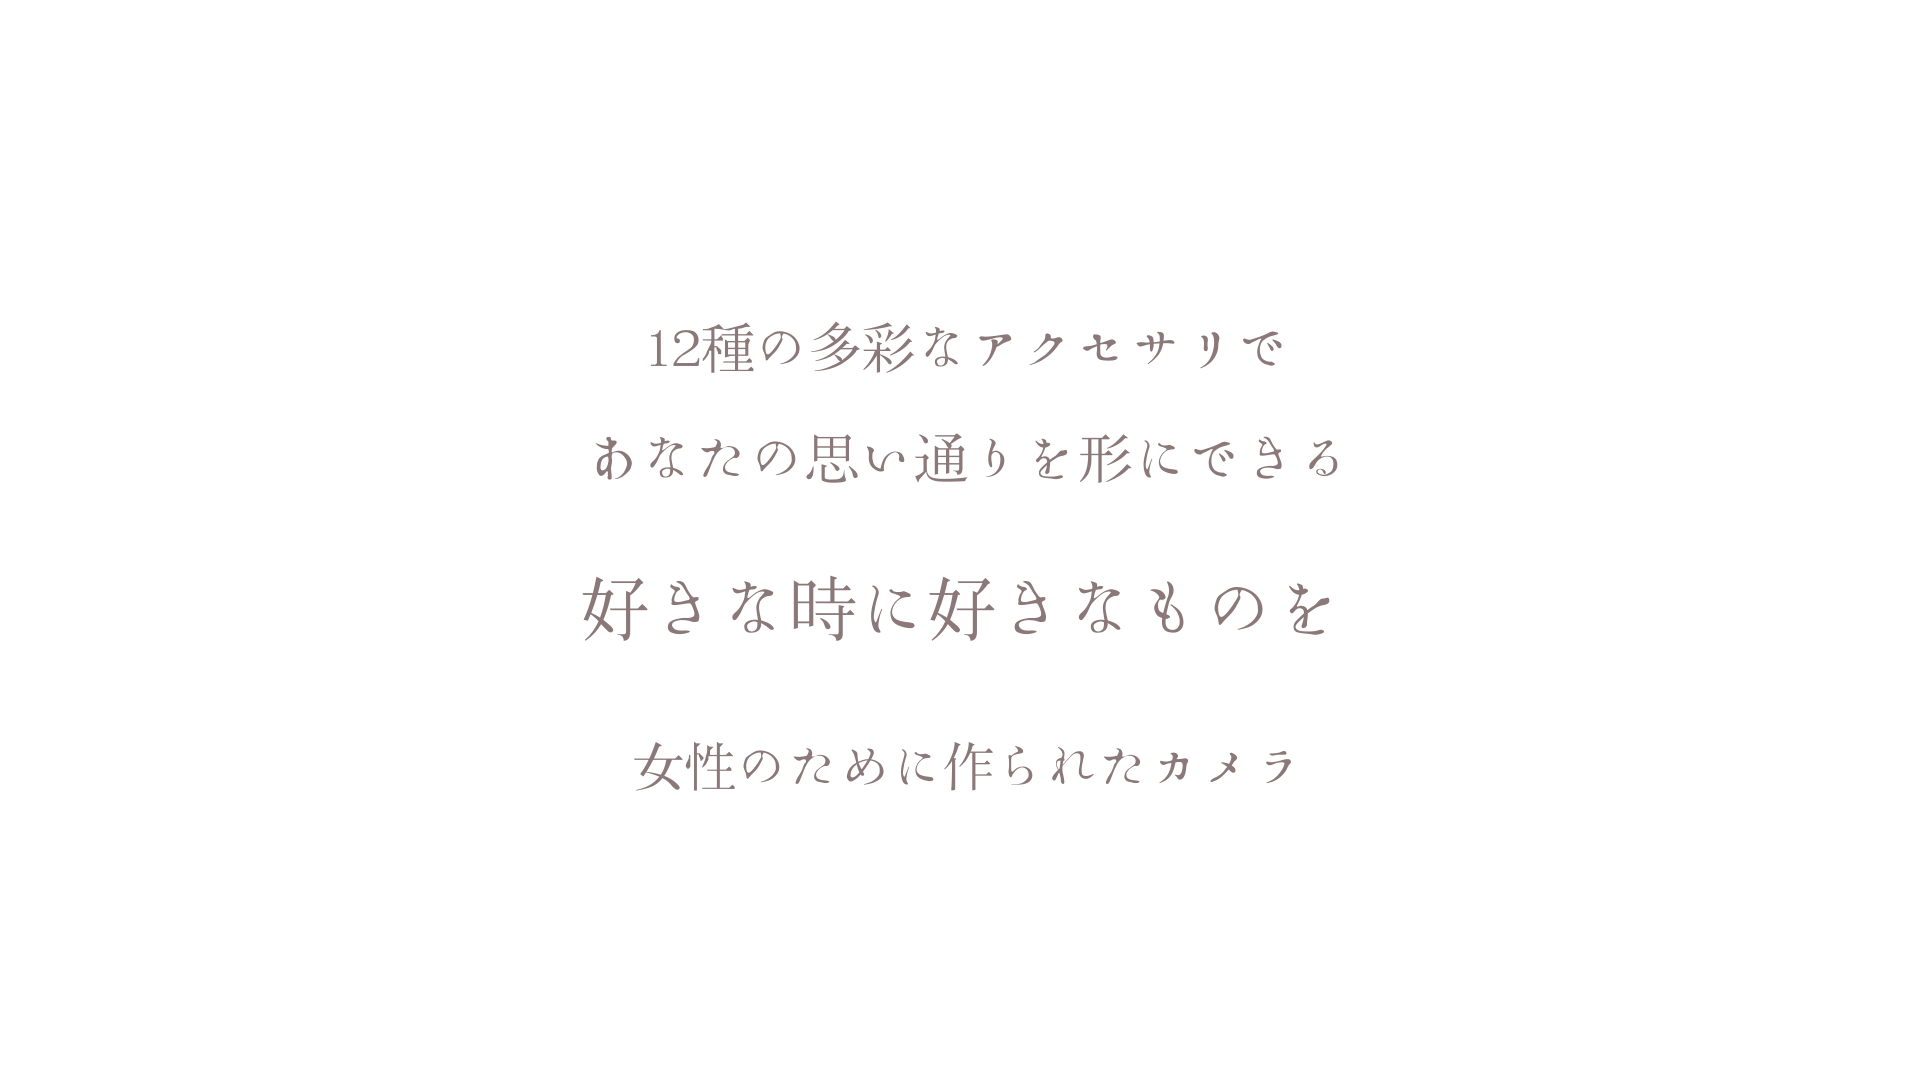 12種の多彩なアクセサリで
あなたの思い通りを形にできる
好きな時に好きなものを
女性のために作られたカメラ